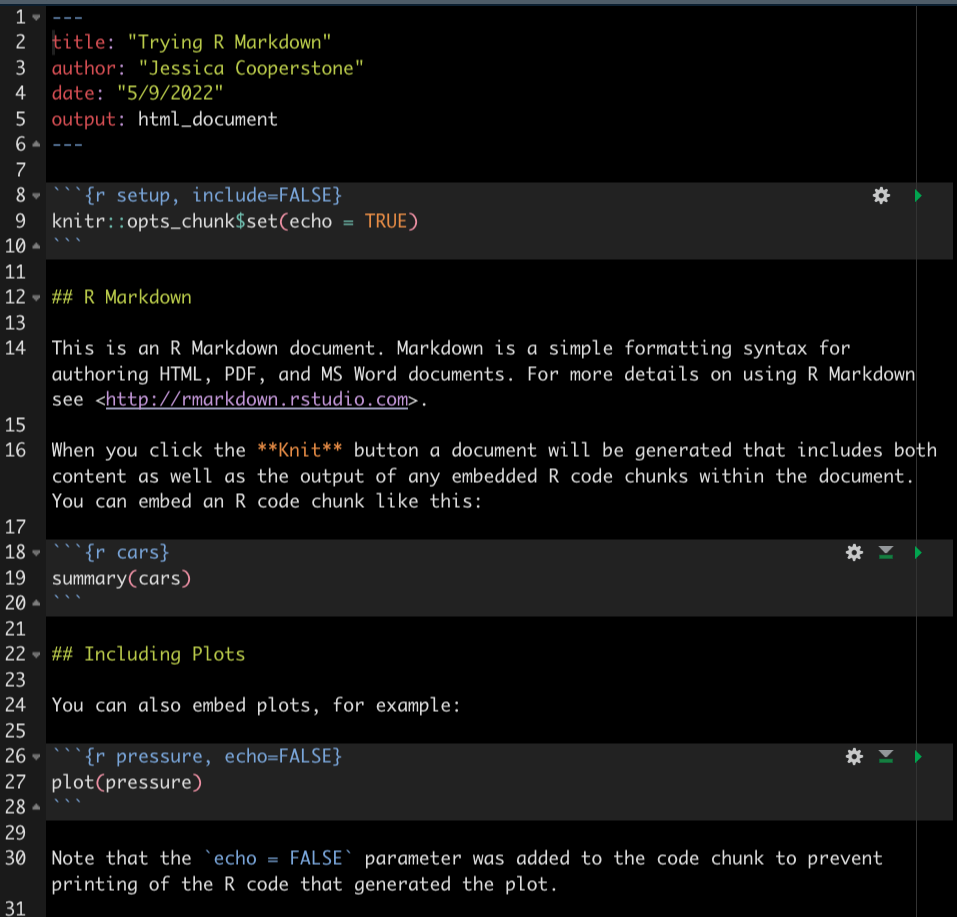 1 ---
2 title: "Trying R Markdown"
3 author: "Jessica Cooperstone"
4 date: "5/9/2022"
5 output: html_document
6 ---
7
8 ```{r setup, include=FALSE}
9 knitr::opts_chunk$set(echo = TRUE)
10 ```
11
12 ## R Markdown
13
14 This is an R Markdown document. Markdown is a simple formatting syntax for
authoring HTML, PDF, and MS Word documents. For more details on using R Markdown
see <http://rmarkdown.rstudio.com>.
15
16 When you click the **Knit** button a document will be generated that includes both
content as well as the output of any embedded R code chunks within the document.
You can embed an R code chunk like this:
17
18 ```{r cars}
19 summary(cars)
20 ```
21
22 ## Including Plots
23
24 You can also embed plots, for example:
25
26 ```{r pressure, echo=FALSE}
27 plot(pressure)
28 ```
29
30 Note that the `echo = FALSE` parameter was added to the code chunk to prevent
printing of the R code that generated the plot.
31